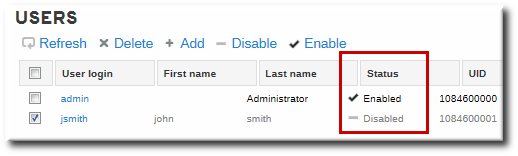 USERS
Refresh Delete Add Disable Enable
User login First name Last name Status UID
admin Administrator Enabled 1084600000
jsmith john smith Disabled 1084600001